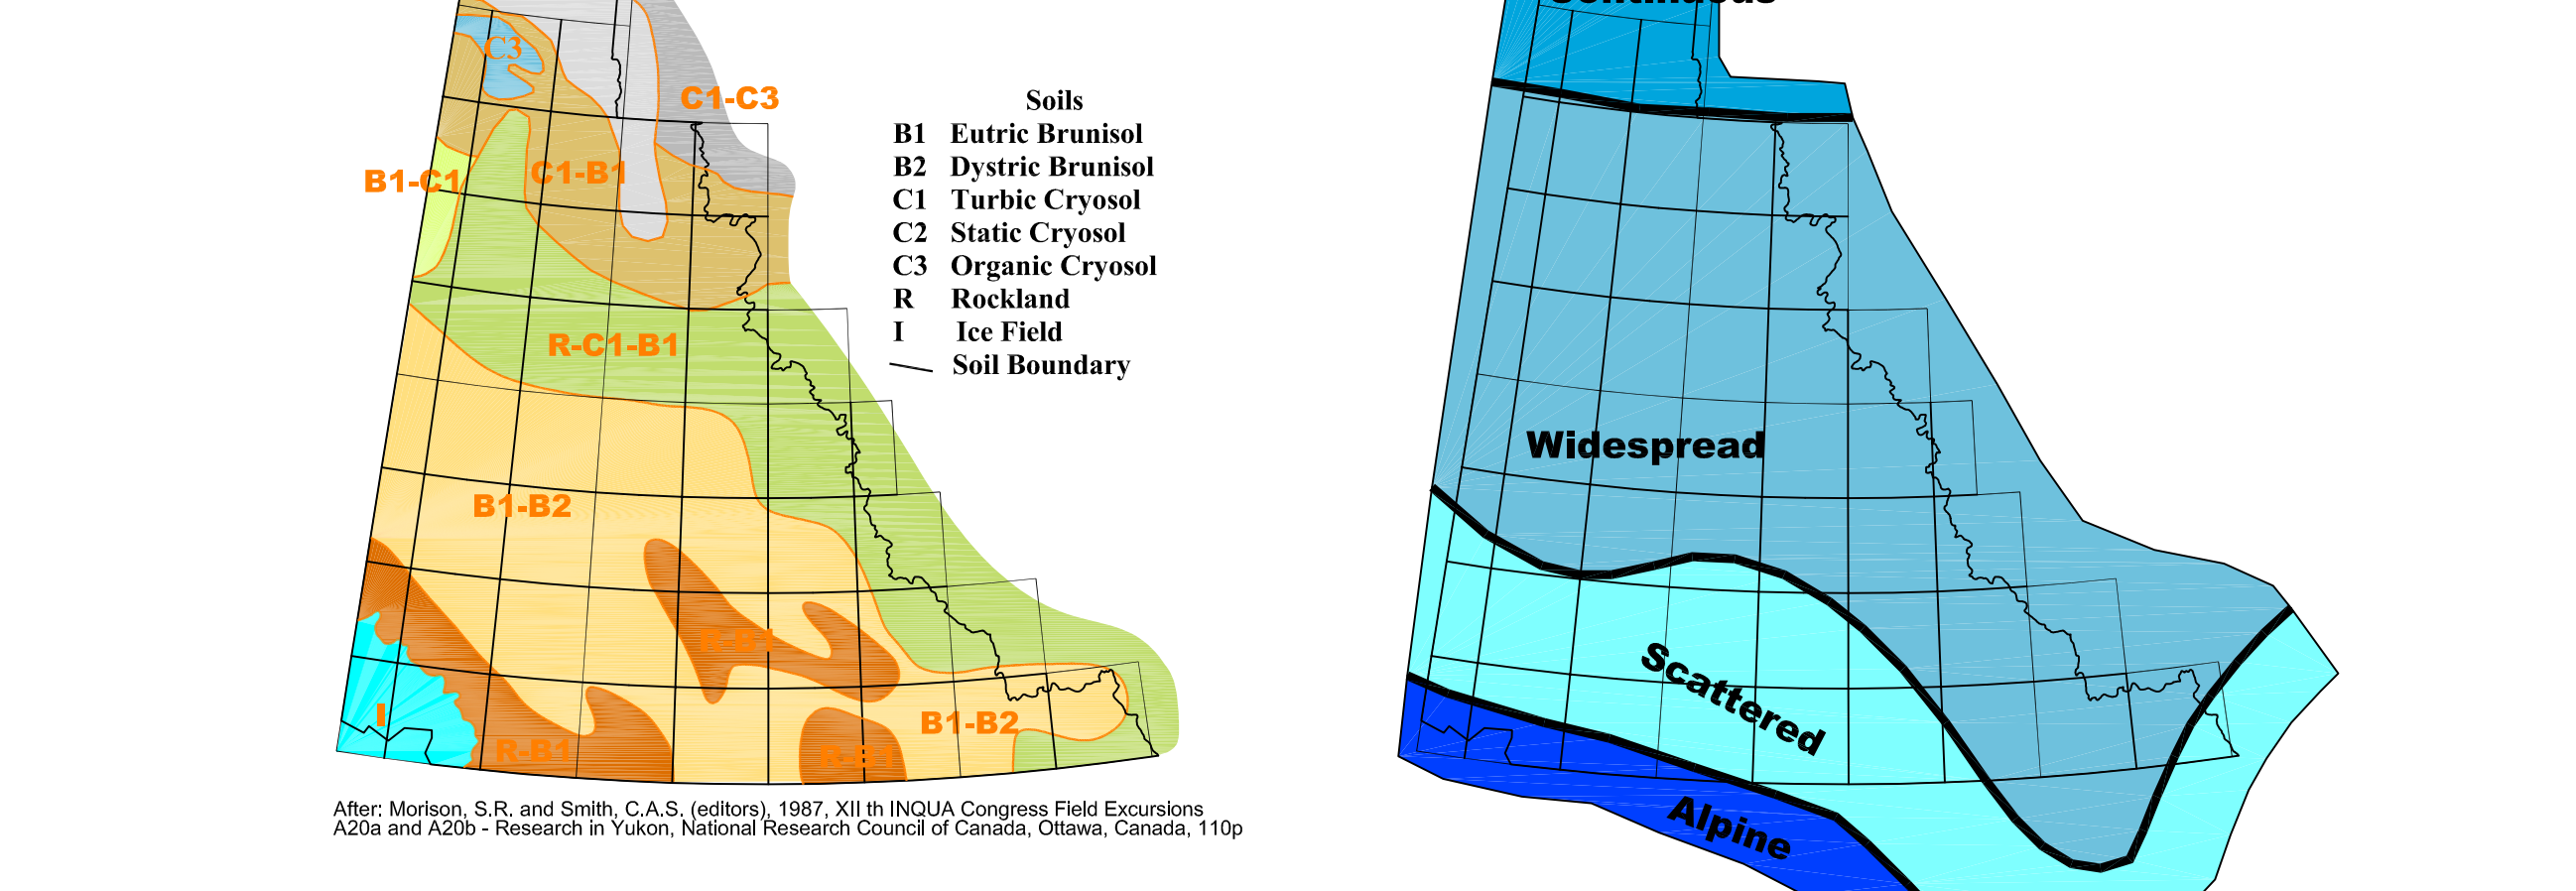 Continuous
C3
C1-C3
B1-C1
C1-B1
R-C1-B1
B1-B2
R-B1
B1-B2
I
R-B1
R-B1
Soils
B1 Eutric Brunisol
B2 Dystric Brunisol
C1 Turbic Cryosol
C2 Static Cryosol
C3 Organic Cryosol
R Rockland
I Ice Field
Soil Boundary
After: Morison, S.R. and Smith, C.A.S. (editors), 1987, XII th INQUA Congress Field Excursions
A20a and A20b - Research in Yukon, National Research Council of Canada, Ottawa, Canada, 110p
Widespread
Scattered
Alpine